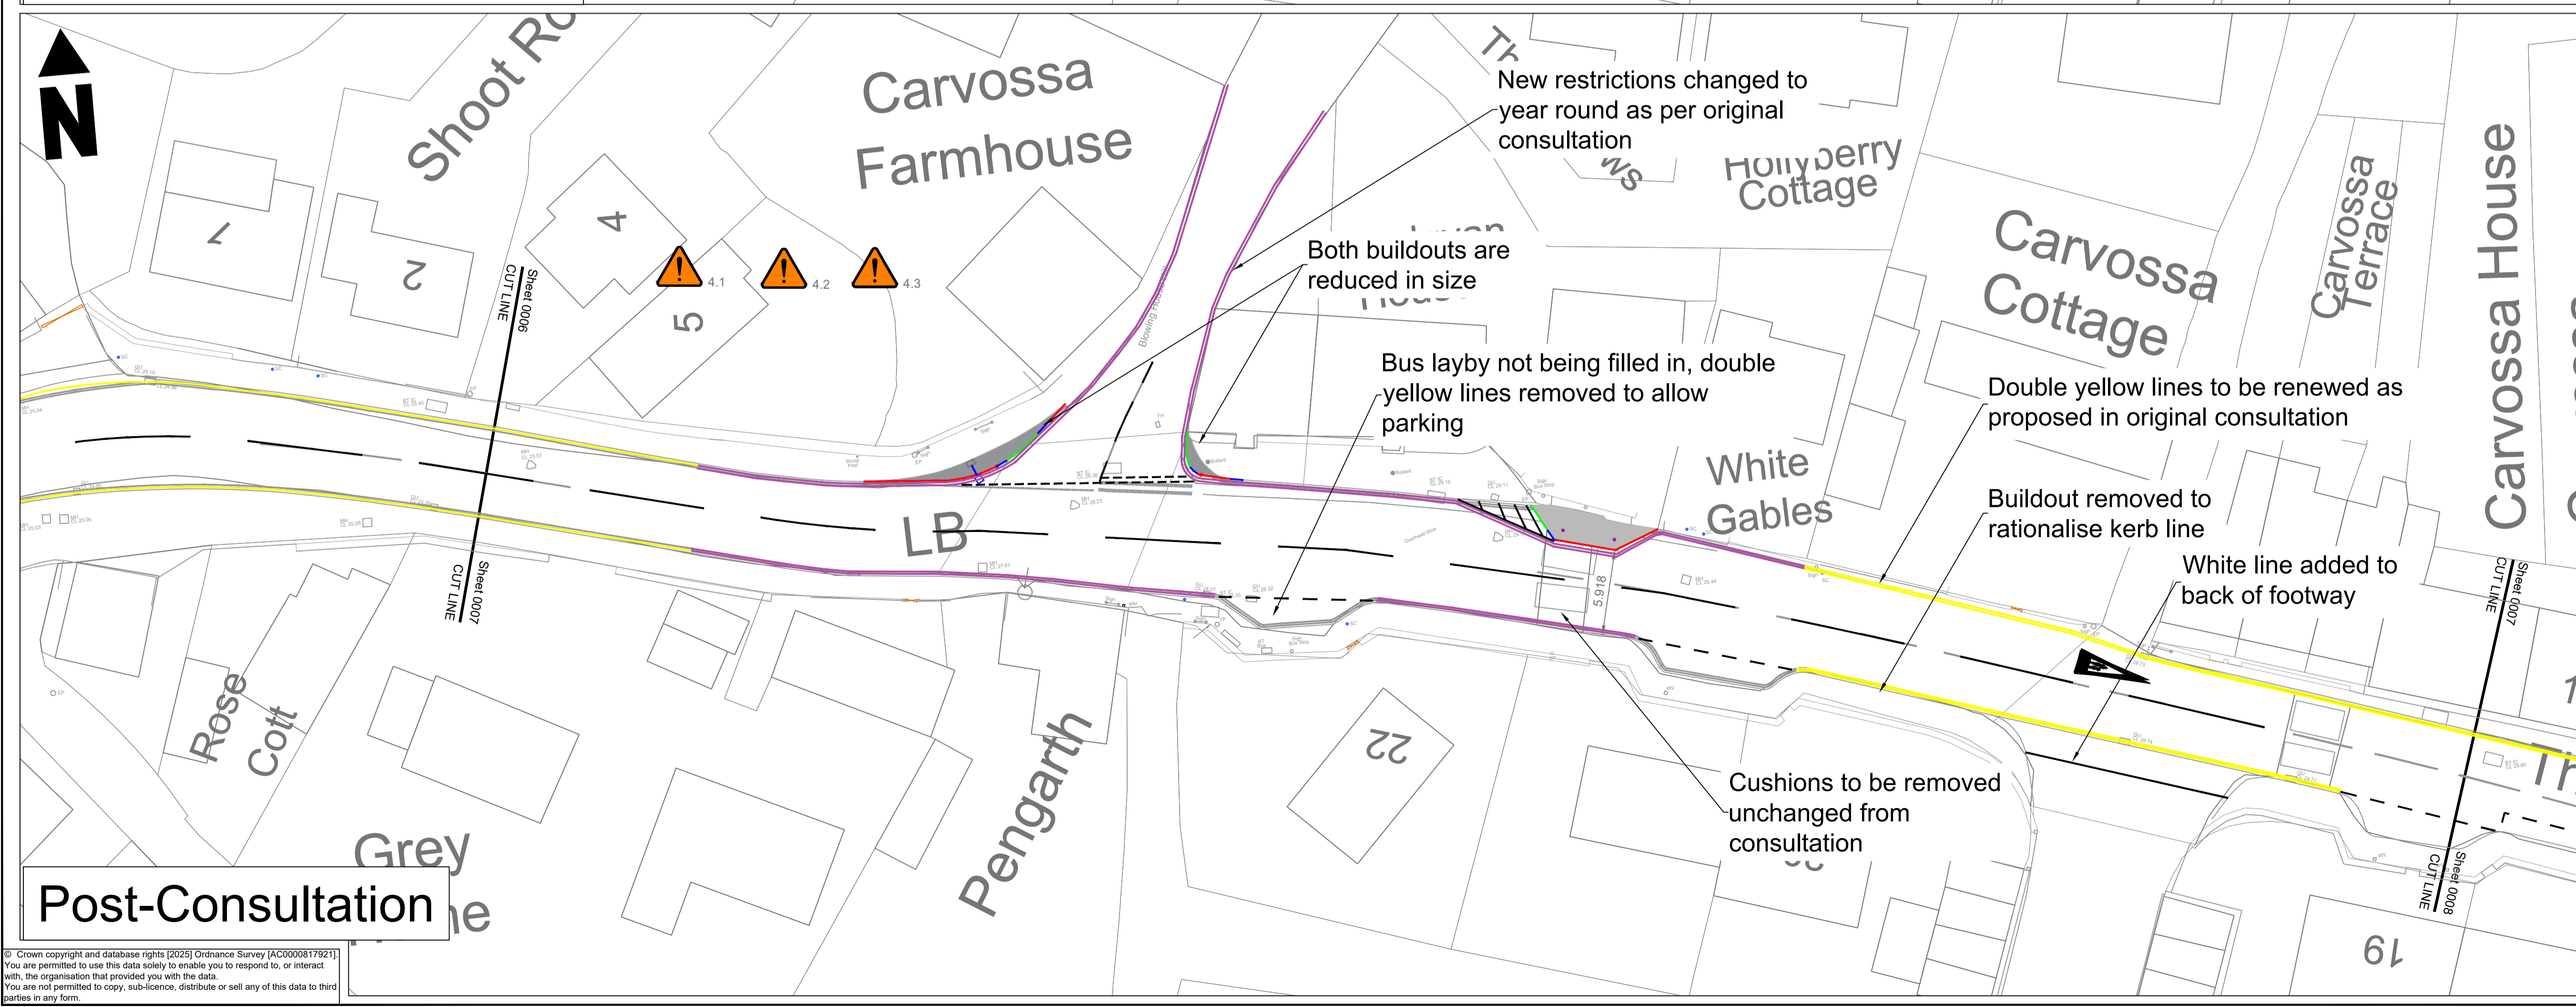 N
Shoot Ro
Carvossa
Farmhouse
New restrictions changed to
year round as per original
consultation
Th
ws
Hollyberry
Cottage
Carvossa
Cottage
Carvossa
Terrace
Carvossa House
1
2
4
5
4.1
4.2
4.3
Sheet 0006
CUT LINE
Sheet 0007
CUT LINE
Both buildouts are
reduced in size
Bus layby not being filled in, double
yellow lines removed to allow
parking
Double yellow lines to be renewed as
proposed in original consultation
Buildout removed to
rationalise kerb line
White line added to
back of footway
White
Gables
LB
5.918
Sheet 0007
CUT LINE
Sheet 0008
CUT LINE
Rose
Cott
Grey
Pengarth
22
Cushions to be removed
unchanged from
consultation
19
Post-Consultation
© Crown copyright and database rights [2025] Ordnance Survey [AC0000817921].
You are permitted to use this data solely to enable you to respond to, or interact
with, the organisation that provided you with the data.
You are not permitted to copy, sub-licence, distribute or sell any of this data to third
parties in any form.